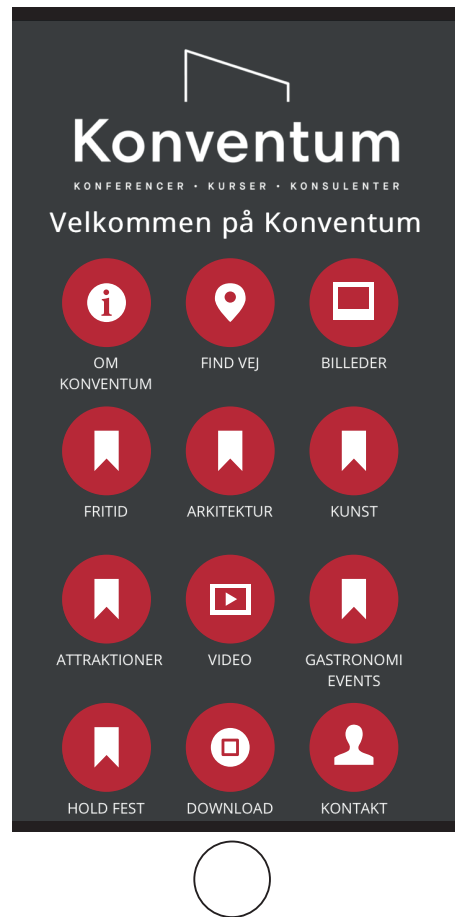 Konventum
KONFERENCER · KURSER · KONSULENTER
Velkommen på Konventum
OM
KONVENTUM
FIND VEJ
BILLEDER
FRITID
ARKITEKTUR
KUNST
ATTRAKTIONER
VIDEO
GASTRONOMI
EVENTS
HOLD FEST
DOWNLOAD
KONTAKT